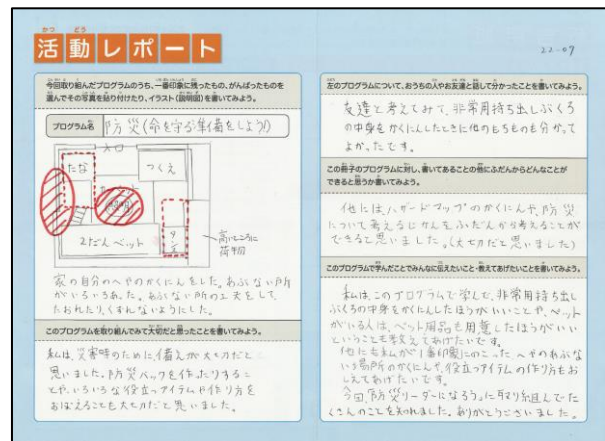 活動レポート
かつ どう
22-07
今回取り組んだプログラムのうち、一番印象に残ったもの、がんばったものを
選んでその写真を貼り付けたり、イラスト(説明図)を書いてみよう。
プログラム名 防災(命を守る準備をしよう!)
入口
たな
つくえ
2だんベット
高いところに
荷物
家の自分のへやのかくにんをした。あぶない所
がいろいろあった。あぶない所の工夫をして、
たおれたり、くずれないようにした。
このプログラムを取り組んでみて大切だと思ったことを書いてみよう。
私は、災害時のために、備えが大切だと
思いました。防災バックを作ったりするこ
とや、いろいろな役立つアイテムや作り方を
おぼえることも大切だと思いました。
左のプログラムについて、おうちの人やお友達と話して分かったことを書いてみよう。
友達と考えてみて、非常用持ち出しぶくろ
の中身をかくにんしたときに他のもちものも分かって
よかったです。
この冊子のプログラムに対し、書いてあることの他にふだんからどんなことが
できると思うか書いてみよう。
他にはハザードマップのかくにんや、防災
について考えるじかんをふだんから考えることが
できると思いました。(大切だと思いました)
このプログラムで学んだことでみんなに伝えたいこと・教えてあげたいことを書いてみよう。
私は、このプログラムで学んで、非常用持ち出し
ぶくろの中身をかくにんしたほうがいいことや、ペット
がいる人は、ペット用品も用意したほうがいい
ということも教えてあげたいです。
他にも私が1番印象にのこった、へやのあぶな
い場所のかくにんや、役立つアイテムの作り方もお
しえてあげたいです。
今回、「防災リーダーになろう」に取り組んでた
くさんのことを知れました。ありがとうございました。